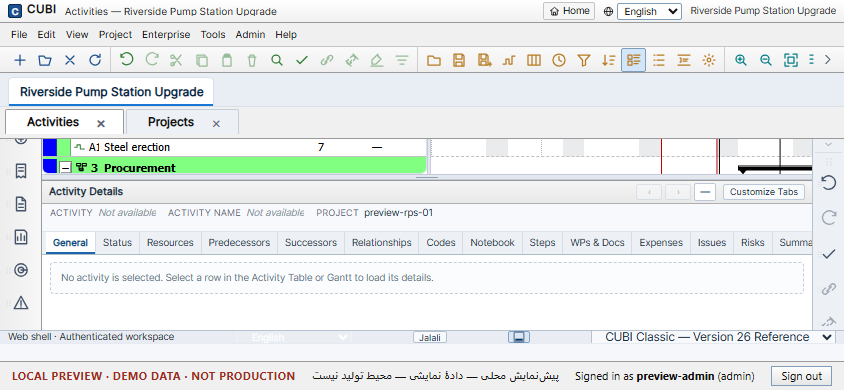 C CUBI Activities — Riverside Pump Station Upgrade Home English Riverside Pump Station Upgrade
File Edit View Project Enterprise Tools Admin Help
Riverside Pump Station Upgrade
Activities × Projects ×
A1 Steel erection 7 —
3 Procurement
Activity Details Customize Tabs
ACTIVITY Not available ACTIVITY NAME Not available PROJECT preview-rps-01
General Status Resources Predecessors Successors Relationships Codes Notebook Steps WPs & Docs Expenses Issues Risks Summa
No activity is selected. Select a row in the Activity Table or Gantt to load its details.
Web shell · Authenticated workspace English Jalali CUBI Classic — Version 26 Reference
LOCAL PREVIEW · DEMO DATA · NOT PRODUCTION پیش‌نمایش محلی — دادهٔ نمایشی — محیط تولید نیست Signed in as preview-admin (admin) Sign out